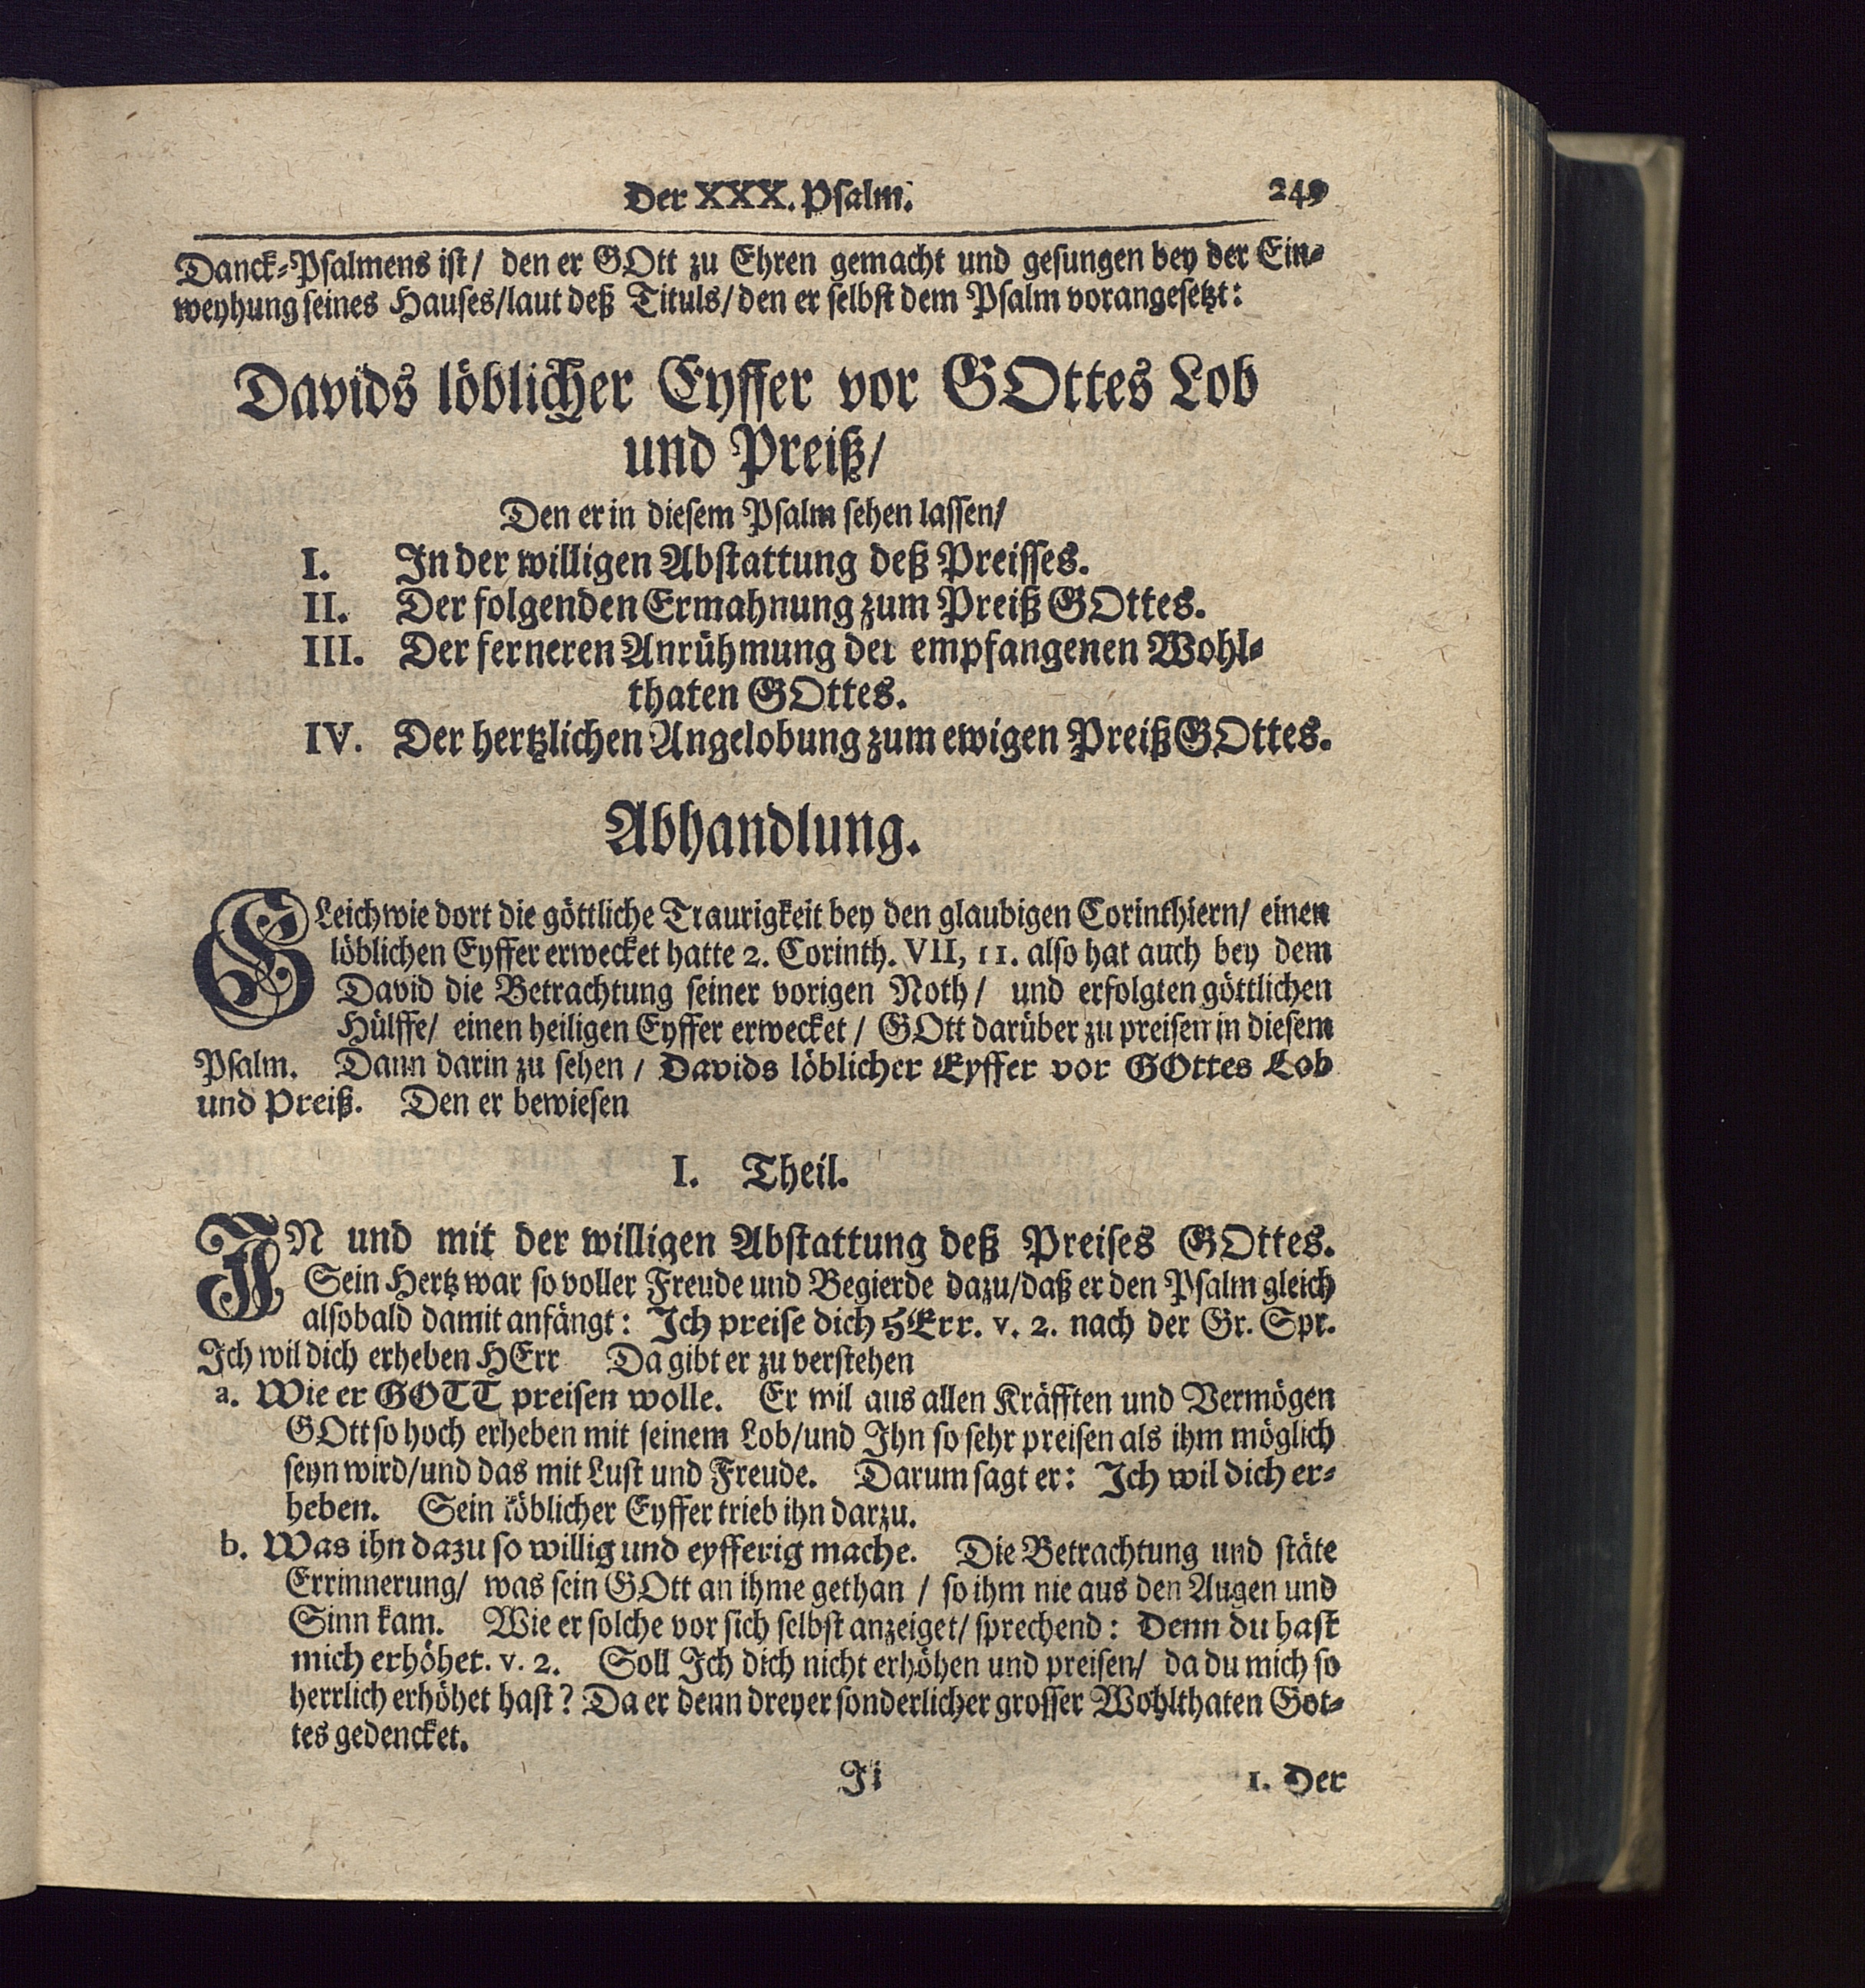 Der XXX. Psalm. 249
Danck-Psalmens ist/ den er GOtt zu Ehren gemacht und gesungen bey der Ein-
weyhung seines Hauses/ laut deß Tituls/ den er selbst dem Psalm vorangesetzt:
Davids löblicher Eyffer vor GOttes Lob
und Preiß/
Den er in diesem Psalm sehen lassen/
I. In der willigen Abstattung deß Preisses.
II. Der folgenden Ermahnung zum Preiß GOttes.
III. Der ferneren Anrühmung der empfangenen Wohl-
thaten GOttes.
IV. Der hertzlichen Angelobung zum ewigen Preiß GOttes.
Abhandlung.
GLeichwie dort die göttliche Traurigkeit bey den glaubigen Corinthiern/ einen
löblichen Eyffer erwecket hatte 2. Corinth. VII, 11. also hat auch bey dem
David die Betrachtung seiner vorigen Noth/ und erfolgten göttlichen
Hülffe/ einen heiligen Eyffer erwecket/ GOtt darüber zu preisen in diesem
Psalm. Dann darin zu sehen/ Davids löblicher Eyffer vor GOttes Lob
und Preiß. Den er bewiesen
I. Theil.
IN und mit der willigen Abstattung deß Preises GOttes.
Sein Hertz war so voller Freude und Begierde dazu/ daß er den Psalm gleich
alsobald damit anfängt: Ich preise dich HErr. v. 2. nach der Gr. Spr.
Ich wil dich erheben HErr Da gibt er zu verstehen
a. Wie er GOTT preisen wolle. Er wil aus allen Kräfften und Vermögen
GOtt so hoch erheben mit seinem Lob/ und Ihn so sehr preisen als ihm möglich
seyn wird/ und das mit Lust und Freude. Darum sagt er: Ich wil dich er-
heben. Sein löblicher Eyffer trieb ihn darzu.
b. Was ihn dazu so willig und eyfferig mache. Die Betrachtung und stäte
Errinnerung/ was sein GOtt an ihme gethan/ so ihm nie aus den Augen und
Sinn kam. Wie er solche vor sich selbst anzeiget/ sprechend: Denn du hast
mich erhöhet. v. 2. Soll Ich dich nicht erhöhen und preisen/ da du mich so
herrlich erhöhet hast? Da er denn dreyer sonderlicher grosser Wohlthaten Got-
tes gedencket.
Ji 1. Der